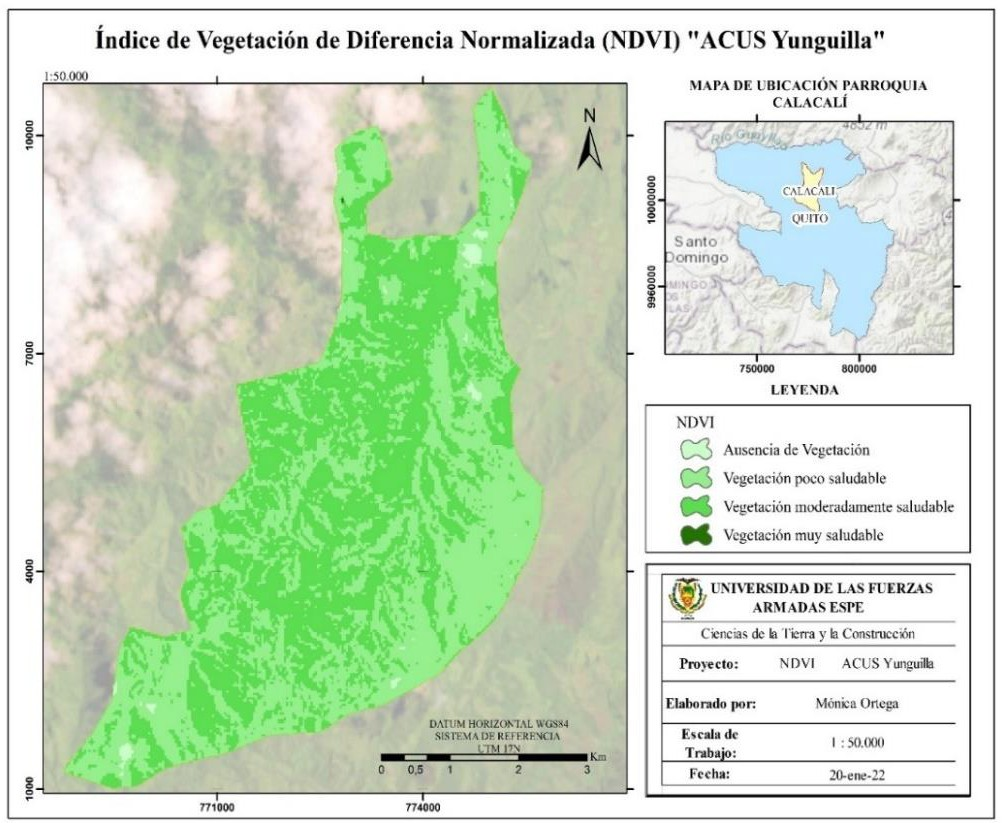 Índice de Vegetación de Diferencia Normalizada (NDVI) "ACUS Yunguilla"
1:50.000
10000
7000
4000
1000
771000
774000
N
DATUM HORIZONTAL WGS84
SISTEMA DE REFERENCIA
UTM 17N
0 0,5 1 2 3 Km
MAPA DE UBICACIÓN PARROQUIA
CALACALÍ
4852 m
CALACALI
QUITO
Santo
Domingo
10000000
9960000
750000
800000
LEYENDA
NDVI
Ausencia de Vegetación
Vegetación poco saludable
Vegetación moderadamente saludable
Vegetación muy saludable
UNIVERSIDAD DE LAS FUERZAS
ARMADAS ESPE
Ciencias de la Tierra y la Construcción
Proyecto: NDVI ACUS Yunguilla
Elaborado por: Mónica Ortega
Escala de
Trabajo: 1 : 50.000
Fecha: 20-ene-22